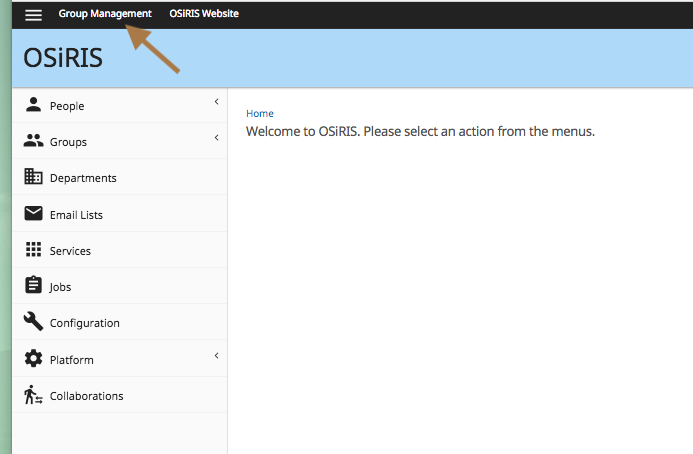 Group Management OSiRIS Website
OSiRIS
People
Groups
Departments
Email Lists
Services
Jobs
Configuration
Platform
Collaborations
Home
Welcome to OSiRIS. Please select an action from the menus.